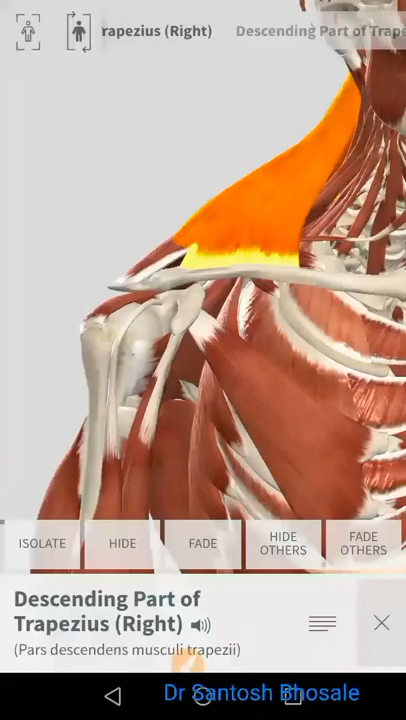 rapezius (Right) Descending Part of Trape
ISOLATE
HIDE
FADE
HIDE
OTHERS
FADE
OTHERS
Descending Part of
Trapezius (Right)
(Pars descendens musculi trapezii)
Dr Santosh Bhosale